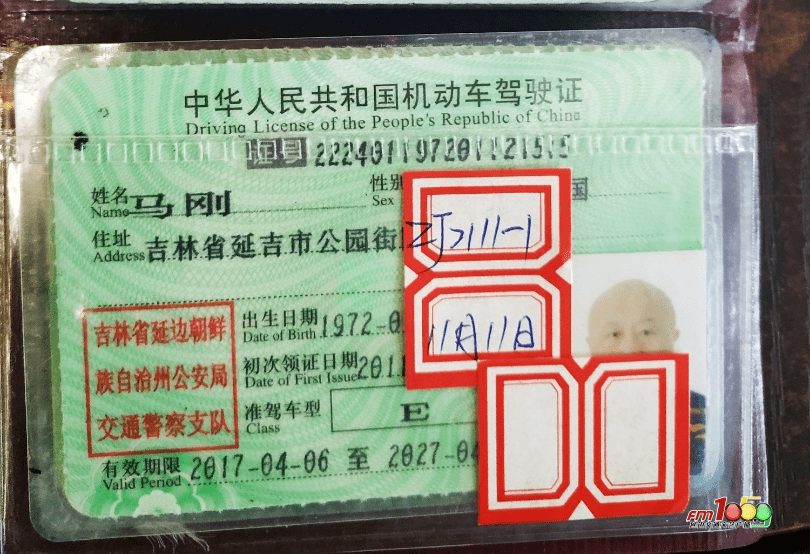 中华人民共和国机动车驾驶证
Driving License of the People's Republic of China
证号
姓名 马刚 性别 国
Name Sex
住址 吉林省延吉市公园街
Address
ZJ2111-1
吉林省延边朝鲜
族自治州公安局
交通警察支队
出生日期 1972-0
Date of Birth
11月11日
初次领证日期 2011
Date of First Issue
准驾车型 E
Class
有效期限 2017-04-06 至 2027-04
Valid Period
FM1000